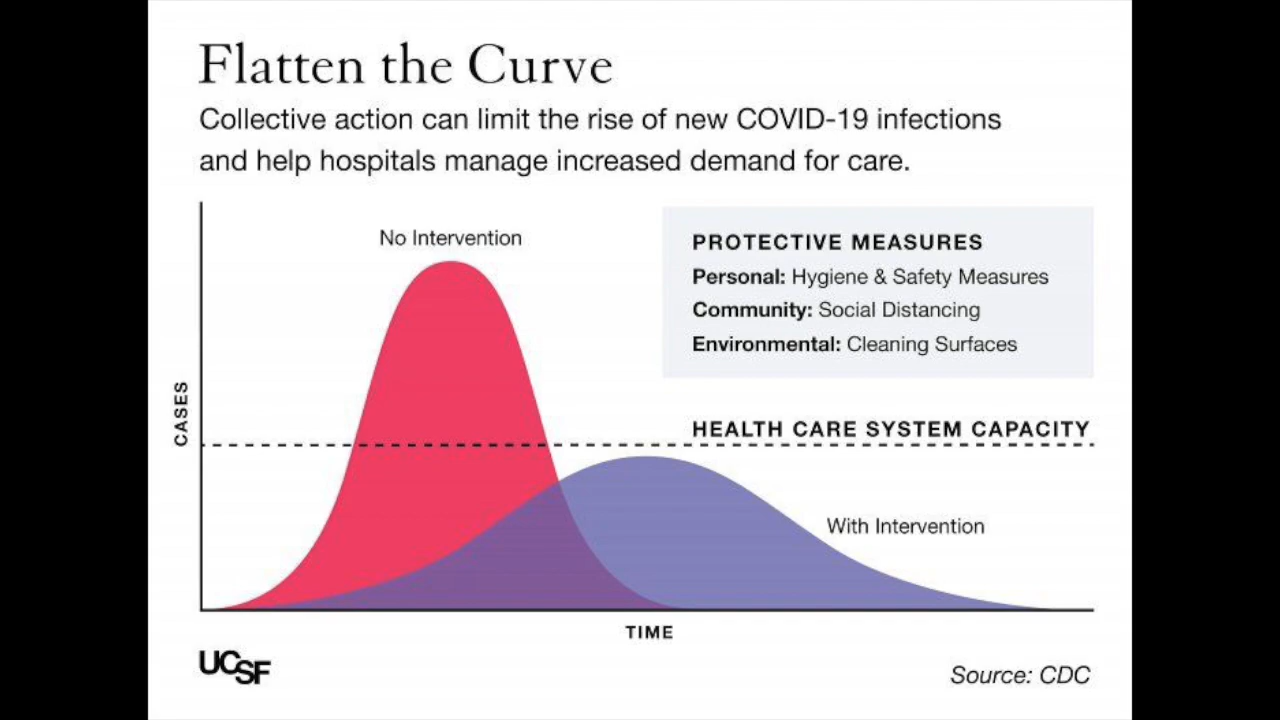 Flatten the Curve
Collective action can limit the rise of new COVID-19 infections
and help hospitals manage increased demand for care.
No Intervention
PROTECTIVE MEASURES
Personal: Hygiene & Safety Measures
Community: Social Distancing
Environmental: Cleaning Surfaces
CASES
HEALTH CARE SYSTEM CAPACITY
With Intervention
TIME
UCSF
Source: CDC